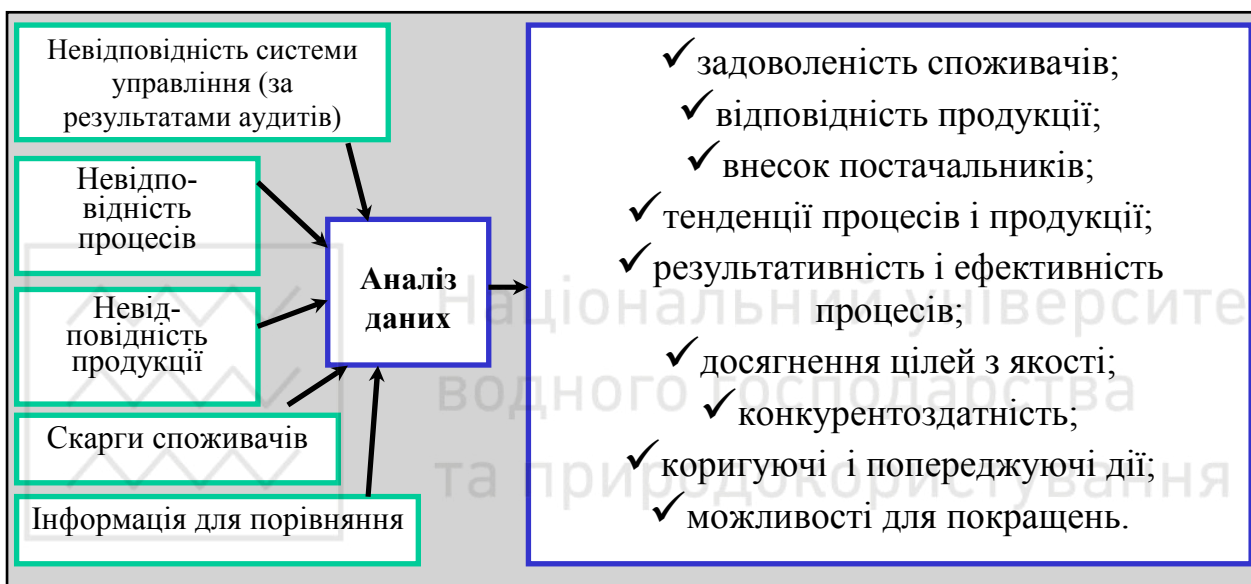 Невідповідність системи
управління (за
результатами аудитів)
Невідпо-
відність
процесів
Невід-
повідність
продукції
Скарги споживачів
Інформація для порівняння
Аналіз
даних
✓задоволеність споживачів;
✓відповідність продукції;
✓внесок постачальників;
✓тенденції процесів і продукції;
✓результативність і ефективність
процесів;
✓досягнення цілей з якості;
✓конкурентоздатність;
✓коригуючі і попереджуючі дії;
✓можливості для покращень.
Національний університе
водного господарства
та природокористування